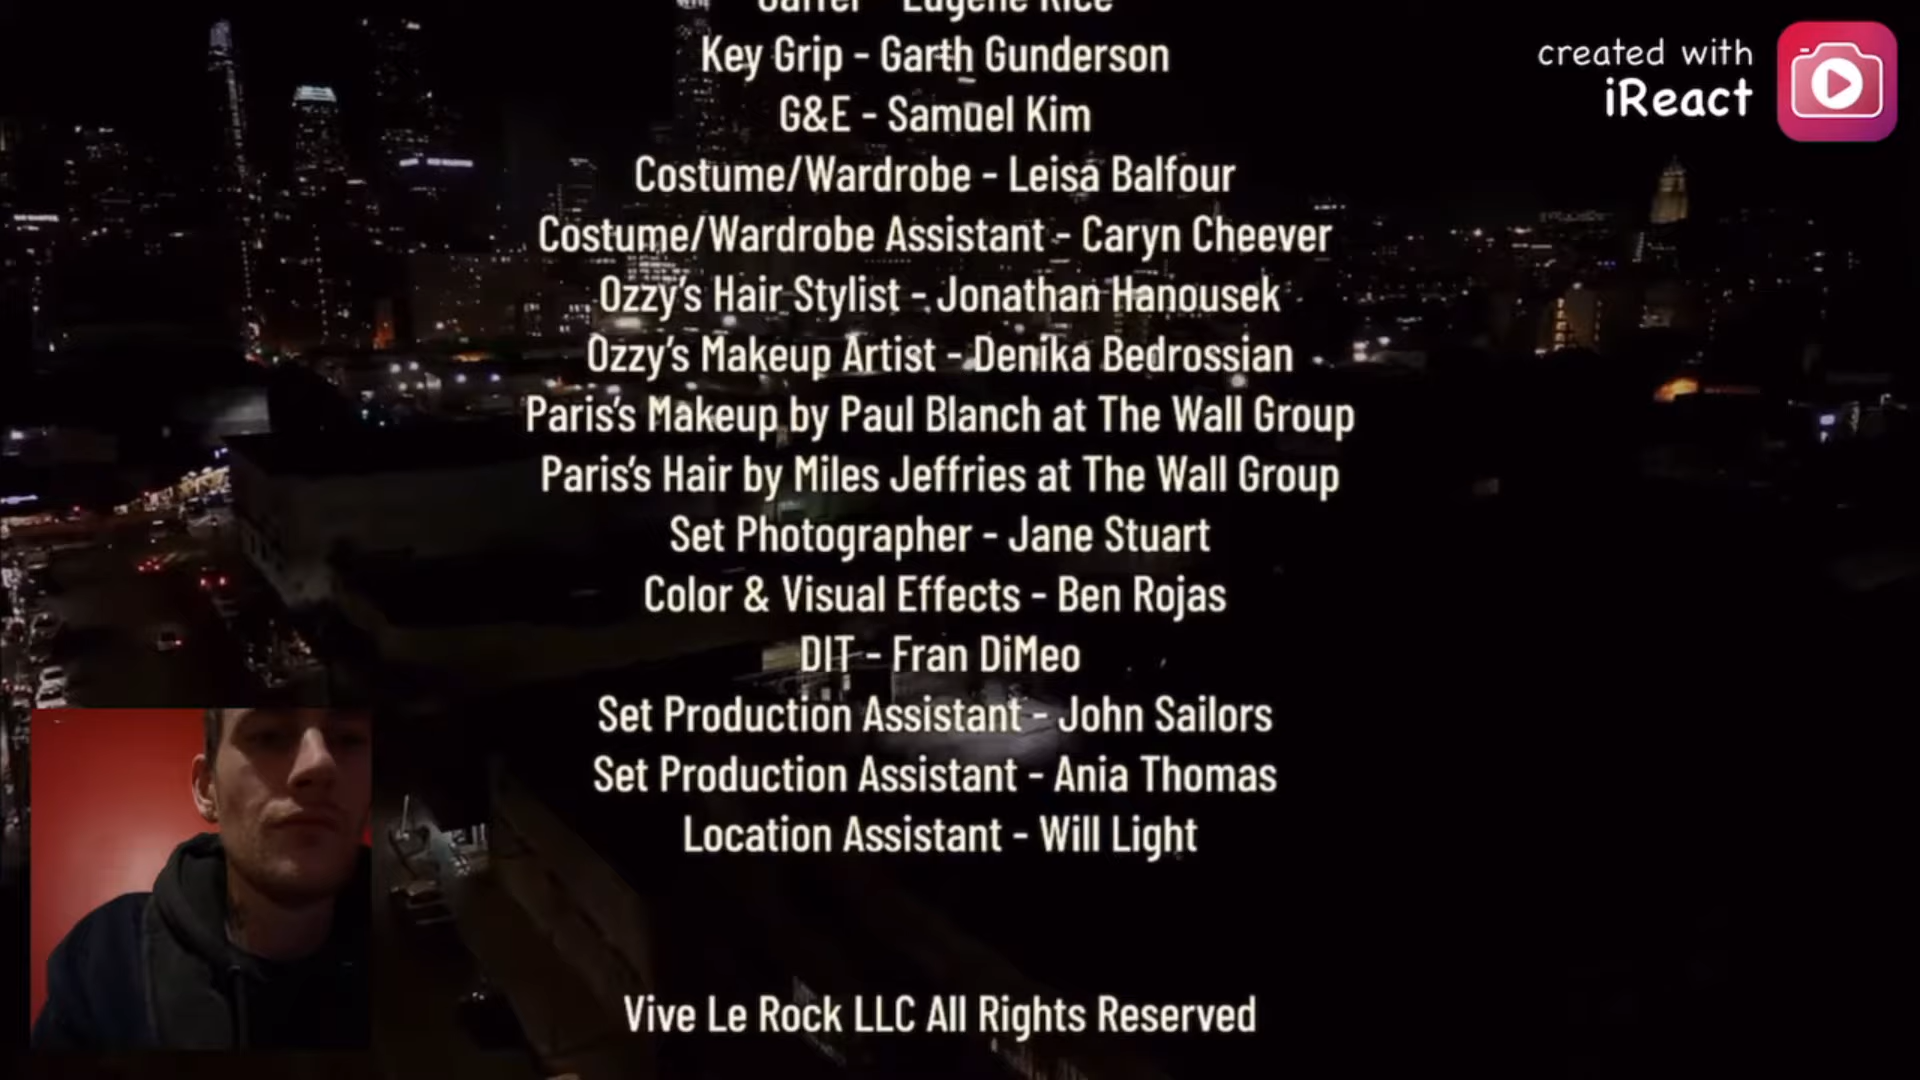 Gaffer - Eugene Rice
Key Grip - Garth Gunderson
G&E - Samuel Kim
Costume/Wardrobe - Leisa Balfour
Costume/Wardrobe Assistant - Caryn Cheever
Ozzy's Hair Stylist - Jonathan Hanousek
Ozzy's Makeup Artist - Denika Bedrossian
Paris's Makeup by Paul Blanch at The Wall Group
Paris's Hair by Miles Jeffries at The Wall Group
Set Photographer - Jane Stuart
Color & Visual Effects - Ben Rojas
DIT - Fran DiMeo
Set Production Assistant - John Sailors
Set Production Assistant - Ania Thomas
Location Assistant - Will Light
Vive Le Rock LLC All Rights Reserved
created with
iReact